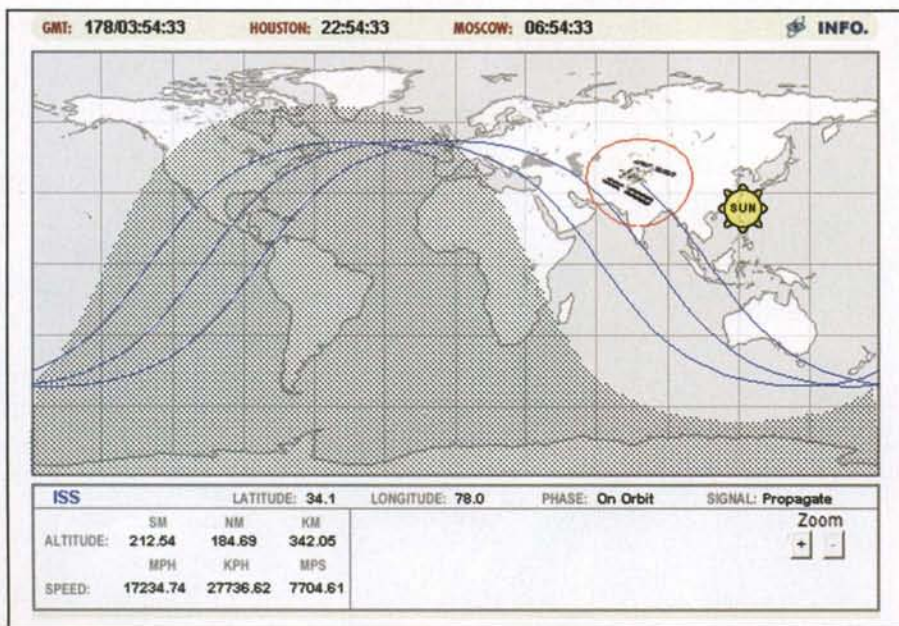 GMT: 178/03:54:33 HOUSTON: 22:54:33 MOSCOW: 06:54:33 INFO.
SUN
ISS LATITUDE: 34.1 LONGITUDE: 78.0 PHASE: On Orbit SIGNAL: Propagate
SM NM KM Zoom
ALTITUDE: 212.54 184.69 342.05 + -
MPH KPH MPS
SPEED: 17234.74 27736.62 7704.61